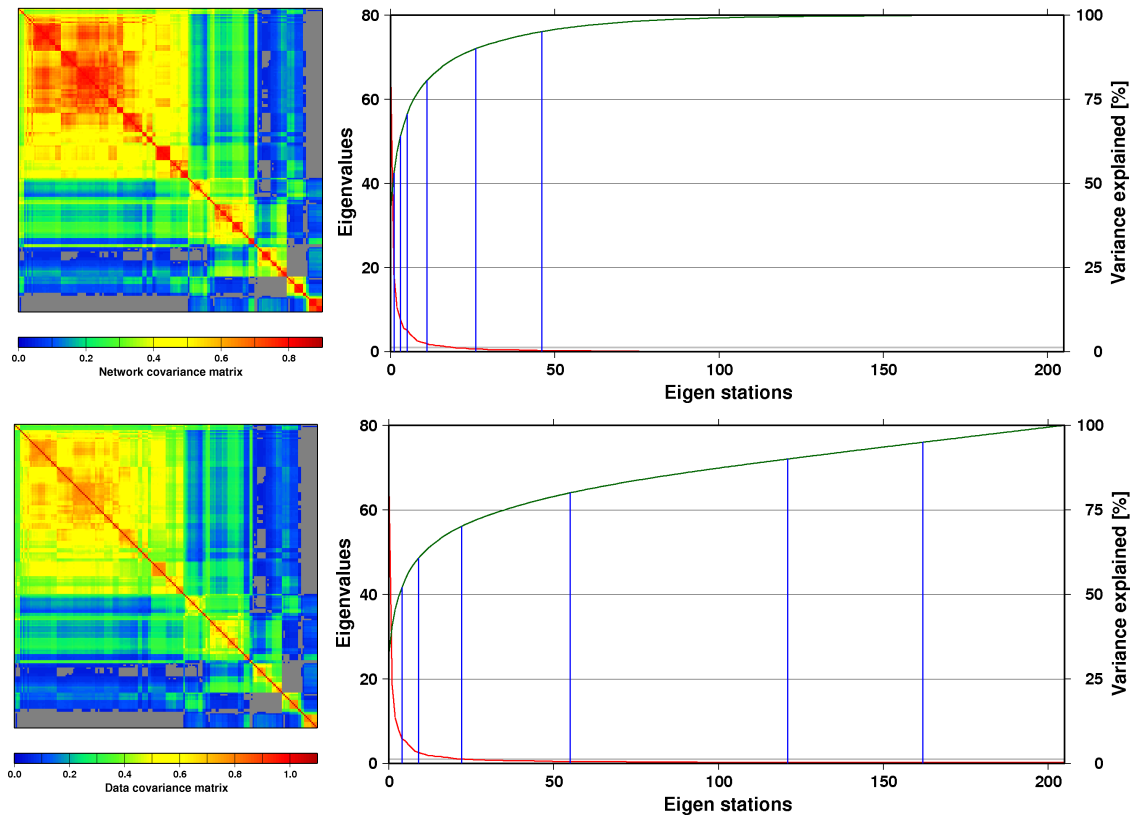 80
60
40
20
0
Eigenvalues
100
75
50
25
0
Variance explained [%]
0 50 100 150 200
Eigen stations
0.0 0.2 0.4 0.6 0.8
Network covariance matrix
80
60
40
20
0
Eigenvalues
100
75
50
25
0
Variance explained [%]
0 50 100 150 200
Eigen stations
0.0 0.2 0.4 0.6 0.8 1.0
Data covariance matrix